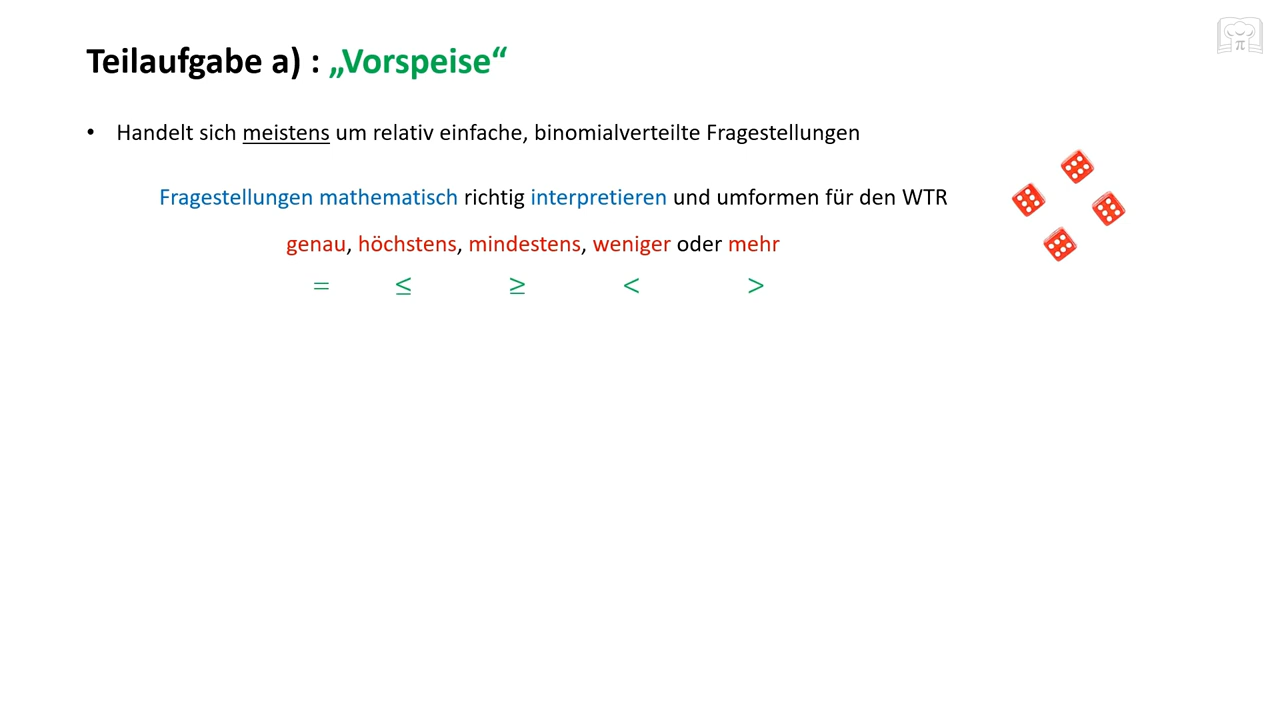 Teilaufgabe a) : „Vorspeise“
• Handelt sich meistens um relativ einfache, binomialverteilte Fragestellungen
Fragestellungen mathematisch richtig interpretieren und umformen für den WTR
genau, höchstens, mindestens, weniger oder mehr
= ≤ ≥ < >
π